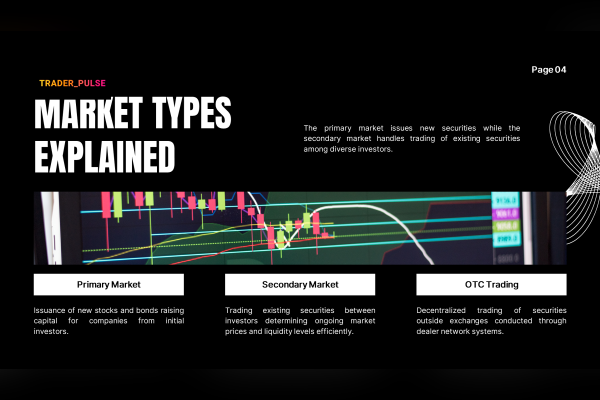 Page 04
TRADER_PULSE
MARKET TYPES
EXPLAINED
The primary market issues new securities while the
secondary market handles trading of existing securities
among diverse investors.
Primary Market
Secondary Market
OTC Trading
Issuance of new stocks and bonds raising
capital for companies from initial
investors.
Trading existing securities between
investors determining ongoing market
prices and liquidity levels efficiently.
Decentralized trading of securities
outside exchanges conducted through
dealer network systems.